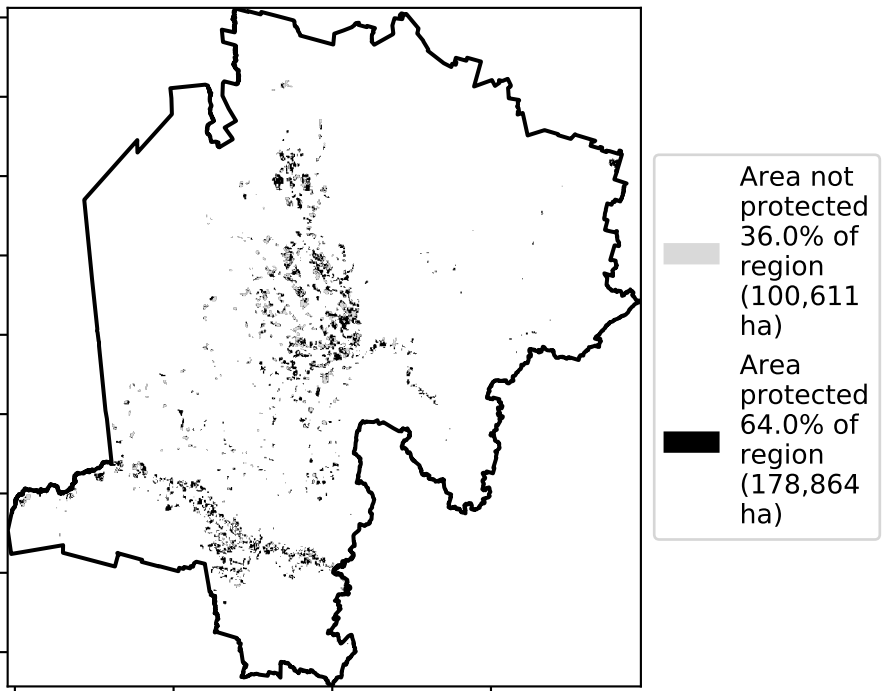 Area not
protected
36.0% of
region
(100,611
ha)
Area
protected
64.0% of
region
(178,864
ha)